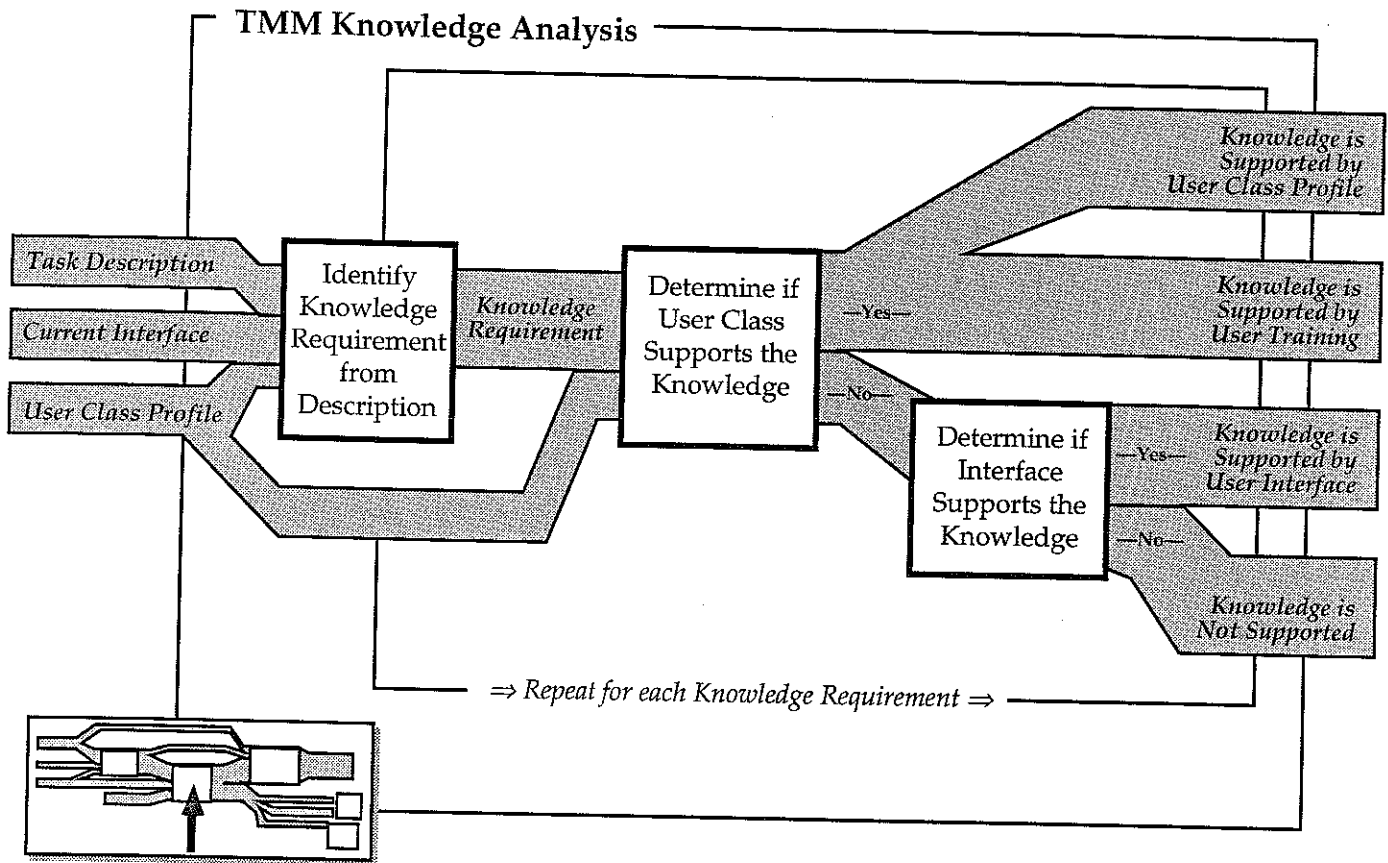 TMM Knowledge Analysis
Task Description
Current Interface
User Class Profile
Identify
Knowledge
Requirement
from
Description
Knowledge
Requirement
Determine if
User Class
Supports the
Knowledge
—Yes—
—No—
Determine if
Interface
Supports the
Knowledge
—Yes—
—No—
Knowledge is
Supported by
User Class Profile
Knowledge is
Supported by
User Training
Knowledge is
Supported by
User Interface
Knowledge is
Not Supported
⇒ Repeat for each Knowledge Requirement ⇒